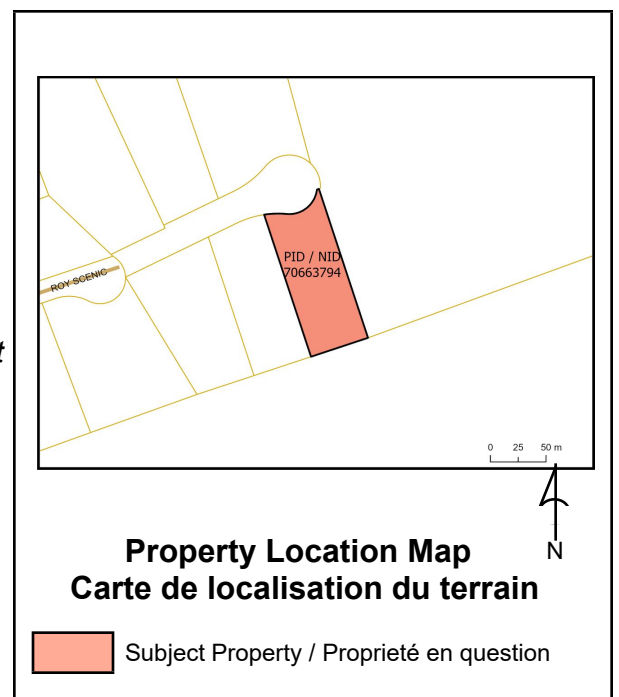 PID / NID
70663794
ROY SCENIC
t
0 25 50 m
N
Property Location Map
Carte de localisation du terrain
Subject Property / Proprieté en question